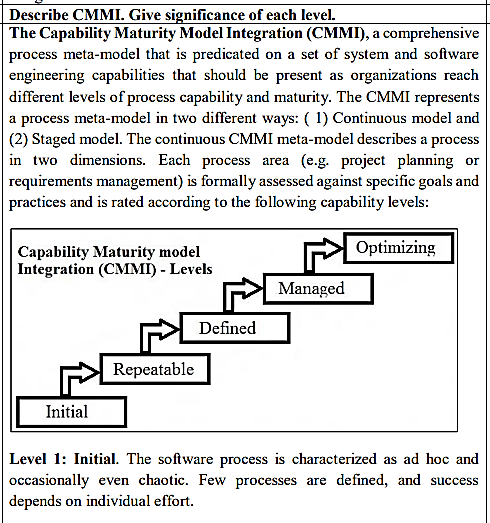 Describe CMMI. Give significance of each level.
The Capability Maturity Model Integration (CMMI), a comprehensive
process meta-model that is predicated on a set of system and software
engineering capabilities that should be present as organizations reach
different levels of process capability and maturity. The CMMI represents
a process meta-model in two different ways: ( 1) Continuous model and
(2) Staged model. The continuous CMMI meta-model describes a process
in two dimensions. Each process area (e.g. project planning or
requirements management) is formally assessed against specific goals and
practices and is rated according to the following capability levels:
Capability Maturity model
Integration (CMMI) - Levels
Optimizing
Managed
Defined
Repeatable
Initial
Level 1: Initial. The software process is characterized as ad hoc and
occasionally even chaotic. Few processes are defined, and success
depends on individual effort.